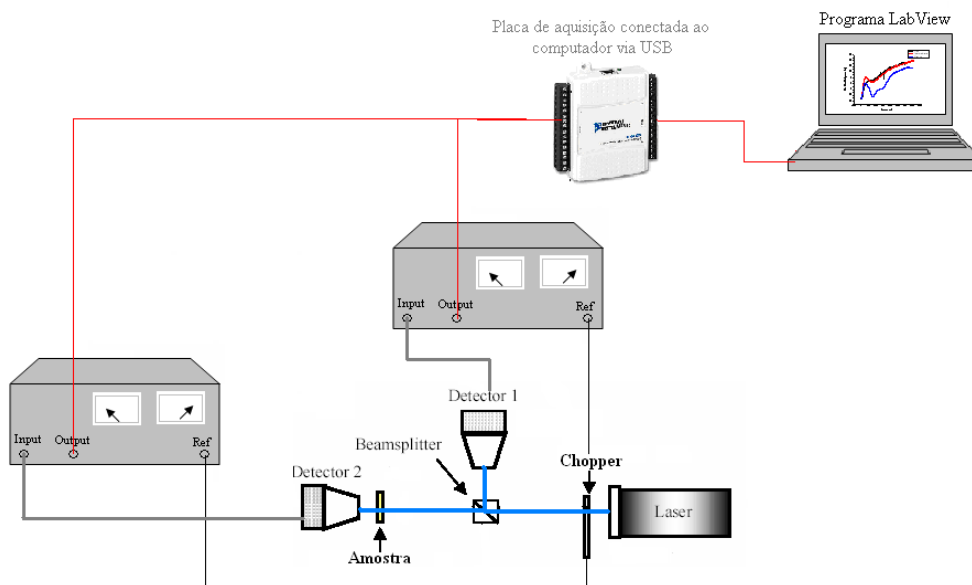 Programa LabView
Placa de aquisição conectada ao
computador via USB
Input
Output
Ref
Detector 1
Input
Output
Ref
Beamsplitter
Chopper
Detector 2
Laser
Amostra